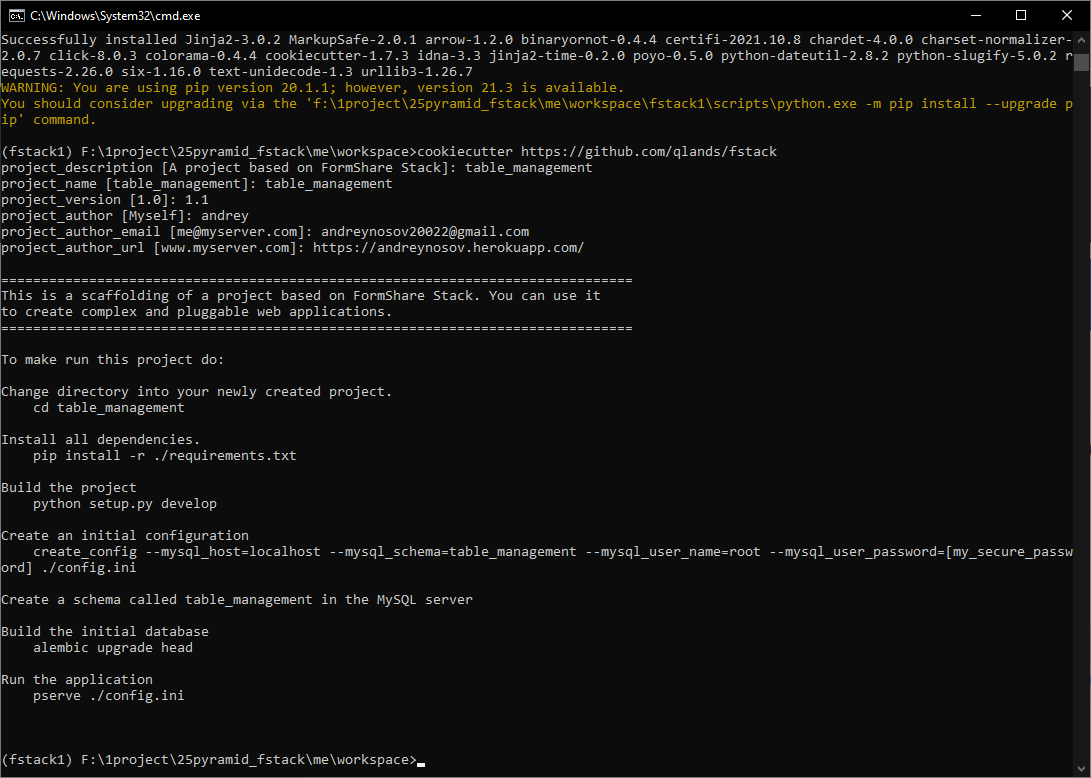 C:\Windows\System32\cmd.exe
Successfully installed Jinja2-3.0.2 MarkupSafe-2.0.1 arrow-1.2.0 binaryornot-0.4.4 certifi-2021.10.8 chardet-4.0.0 charset-normalizer-
2.0.7 click-8.0.3 colorama-0.4.4 cookiecutter-1.7.3 idna-3.3 jinja2-time-0.2.0 poyo-0.5.0 python-dateutil-2.8.2 python-slugify-5.0.2 r
equests-2.26.0 six-1.16.0 text-unidecode-1.3 urllib3-1.26.7
WARNING: You are using pip version 20.1.1; however, version 21.3 is available.
You should consider upgrading via the 'f:\1project\25pyramid_fstack\me\workspace\fstack1\scripts\python.exe -m pip install --upgrade p
ip' command.
(fstack1) F:\1project\25pyramid_fstack\me\workspace>cookiecutter https://github.com/qlands/fstack
project_description [A project based on FormShare Stack]: table_management
project_name [table_management]: table_management
project_version [1.0]: 1.1
project_author [Myself]: andrey
project_author_email [me@myserver.com]: andreynosov20022@gmail.com
project_author_url [www.myserver.com]: https://andreynosov.herokuapp.com/
===============================================================================
This is a scaffolding of a project based on FormShare Stack. You can use it
to create complex and pluggable web applications.
===============================================================================
To make run this project do:
Change directory into your newly created project.
cd table_management
Install all dependencies.
pip install -r ./requirements.txt
Build the project
python setup.py develop
Create an initial configuration
create_config --mysql_host=localhost --mysql_schema=table_management --mysql_user_name=root --mysql_user_password=[my_secure_passw
ord] ./config.ini
Create a schema called table_management in the MySQL server
Build the initial database
alembic upgrade head
Run the application
pserve ./config.ini
(fstack1) F:\1project\25pyramid_fstack\me\workspace>